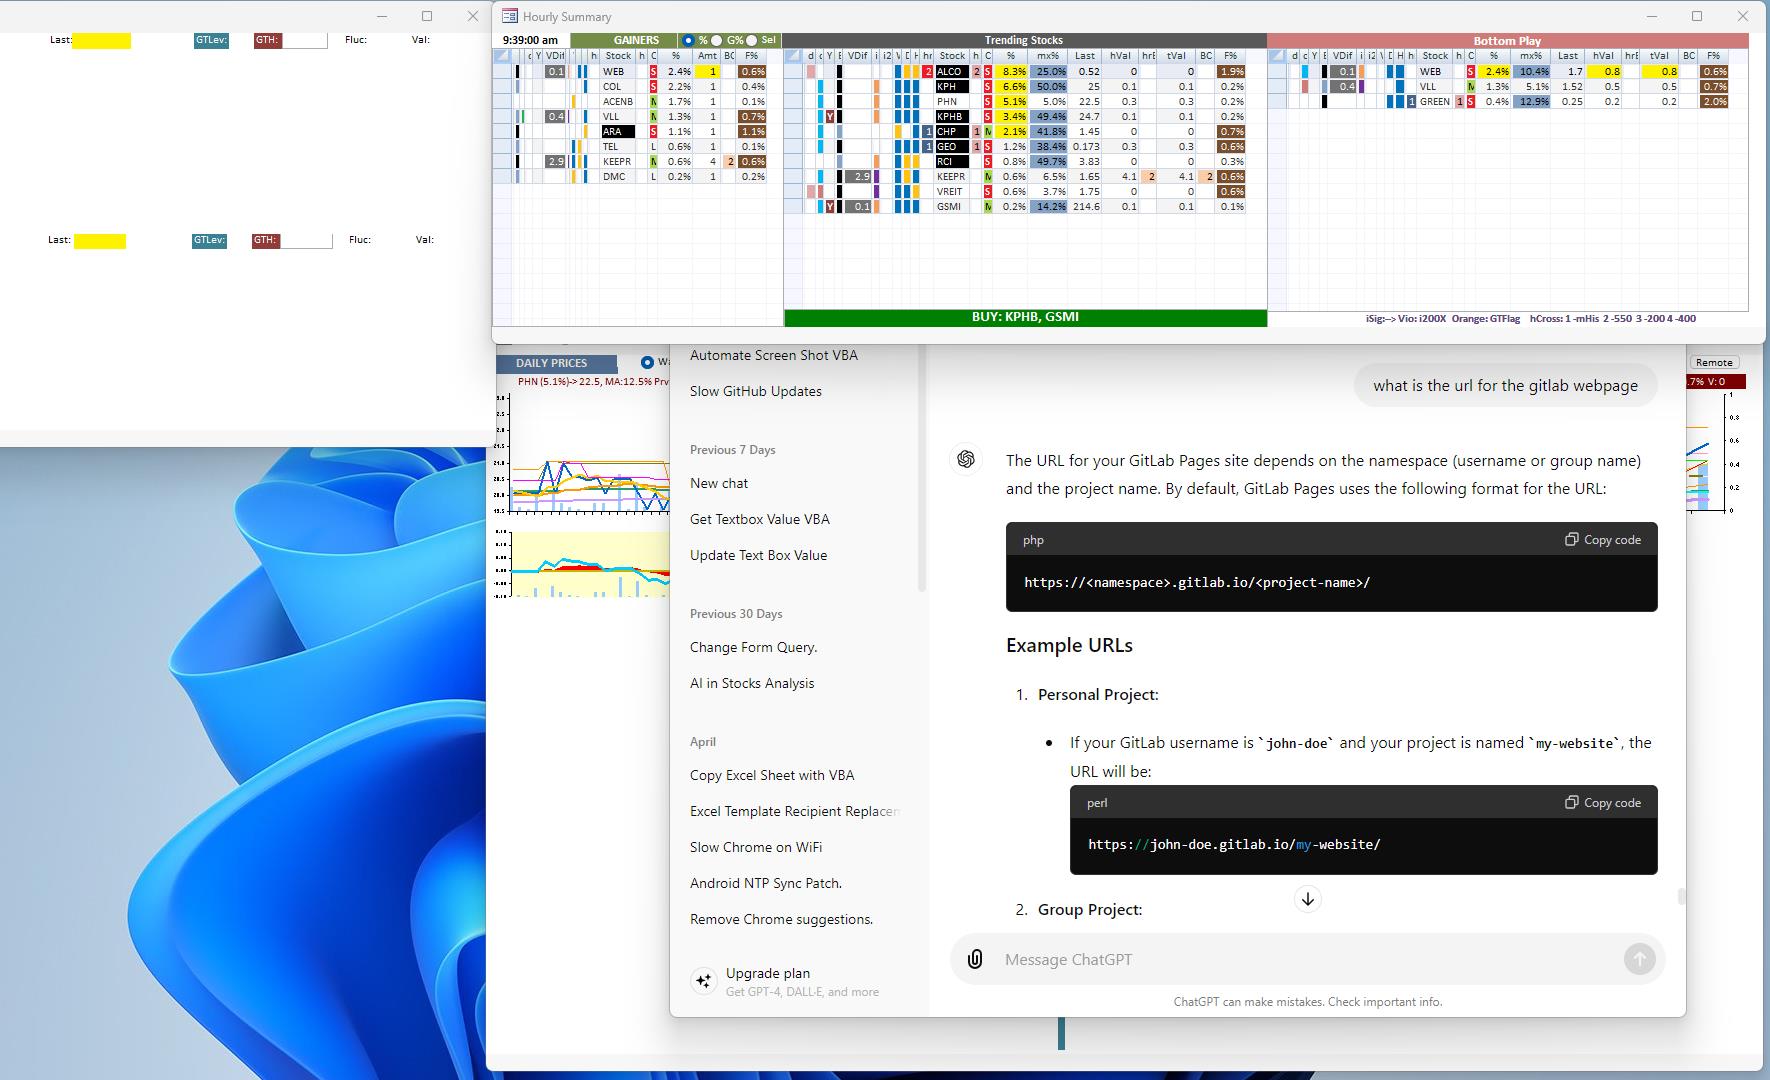 Last: GTLev: GTH: Fluc: Val:
Last: GTLev: GTH: Fluc: Val:
Hourly Summary
9:39:00 am GAINERS % G% Sel
VDif h Stock h C % Amt BC F%
0.1 WEB S 2.4% 1 0.6%
COL S 2.2% 1 0.4%
ACENB M 1.7% 1 0.1%
0.4 VLL M 1.3% 1 0.7%
ARA S 1.1% 1 1.1%
TEL L 0.6% 1 0.1%
2.9 KEEPR M 0.6% 4 2 0.6%
DMC L 0.2% 1 0.2%
Trending Stocks
d c Y E VDif i V D H hr Stock h C % mx% Last hVal hrE tVal BC F%
2 ALCO 2 S 8.3% 25.0% 0.52 0 0 1.9%
KPH S 6.6% 50.0% 25 0.1 0.1 0.2%
PHN S 5.1% 5.0% 22.5 0.3 0.3 0.2%
Y KPHB S 3.4% 49.4% 24.7 0.1 0.1 0.2%
1 CHP 1 M 2.1% 41.8% 1.45 0 0 0.7%
1 GEO 1 S 1.2% 38.4% 0.173 0.3 0.3 0.6%
RCI S 0.8% 49.7% 3.83 0 0 0.3%
2.9 KEEPR M 0.6% 6.5% 1.65 4.1 2 4.1 2 0.6%
VREIT S 0.6% 3.7% 1.75 0 0 0.6%
Y 0.1 GSMI M 0.2% 14.2% 214.6 0.1 0.1 0.1%
BUY: KPHB, GSMI
Bottom Play
d c Y E VDif i i2 V D H h Stock h C % mx% Last hVal hrE tVal BC F%
0.1 WEB S 2.4% 10.4% 1.7 0.8 0.8 0.6%
0.4 VLL M 1.3% 5.1% 1.52 0.5 0.5 0.7%
1 GREEN 1 S 0.4% 12.9% 0.25 0.2 0.2 2.0%
iSig:--> Vio: i200X Orange: GTFlag hCross: 1 -mHis 2 -550 3 -200 4 -400
DAILY PRICES
PHN (5.1%)-> 22.5, MA:12.5% Prv
Remote
.7% V: 0
1
0.8
0.6
0.4
0.2
0
Automate Screen Shot VBA
Slow GitHub Updates
Previous 7 Days
New chat
Get Textbox Value VBA
Update Text Box Value
Previous 30 Days
Change Form Query.
AI in Stocks Analysis
April
Copy Excel Sheet with VBA
Excel Template Recipient Replacen
Slow Chrome on WiFi
Android NTP Sync Patch.
Remove Chrome suggestions.
Upgrade plan
Get GPT-4, DALL·E, and more
what is the url for the gitlab webpage
The URL for your GitLab Pages site depends on the namespace (username or group name)
and the project name. By default, GitLab Pages uses the following format for the URL:
php Copy code
https://<namespace>.gitlab.io/<project-name>/
Example URLs
1. Personal Project:
• If your GitLab username is `john-doe` and your project is named `my-website`, the
URL will be:
perl Copy code
https://john-doe.gitlab.io/my-website/
2. Group Project:
Message ChatGPT
ChatGPT can make mistakes. Check important info.